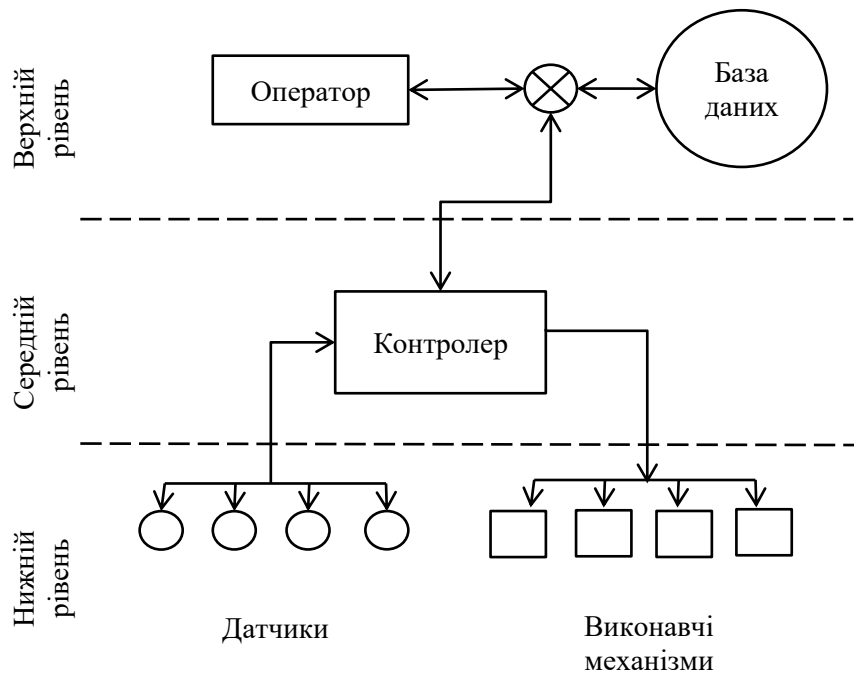 Верхній
рівень
Оператор
База
даних
Середній
рівень
Контролер
Нижній
рівень
Датчики
Виконавчі
механізми